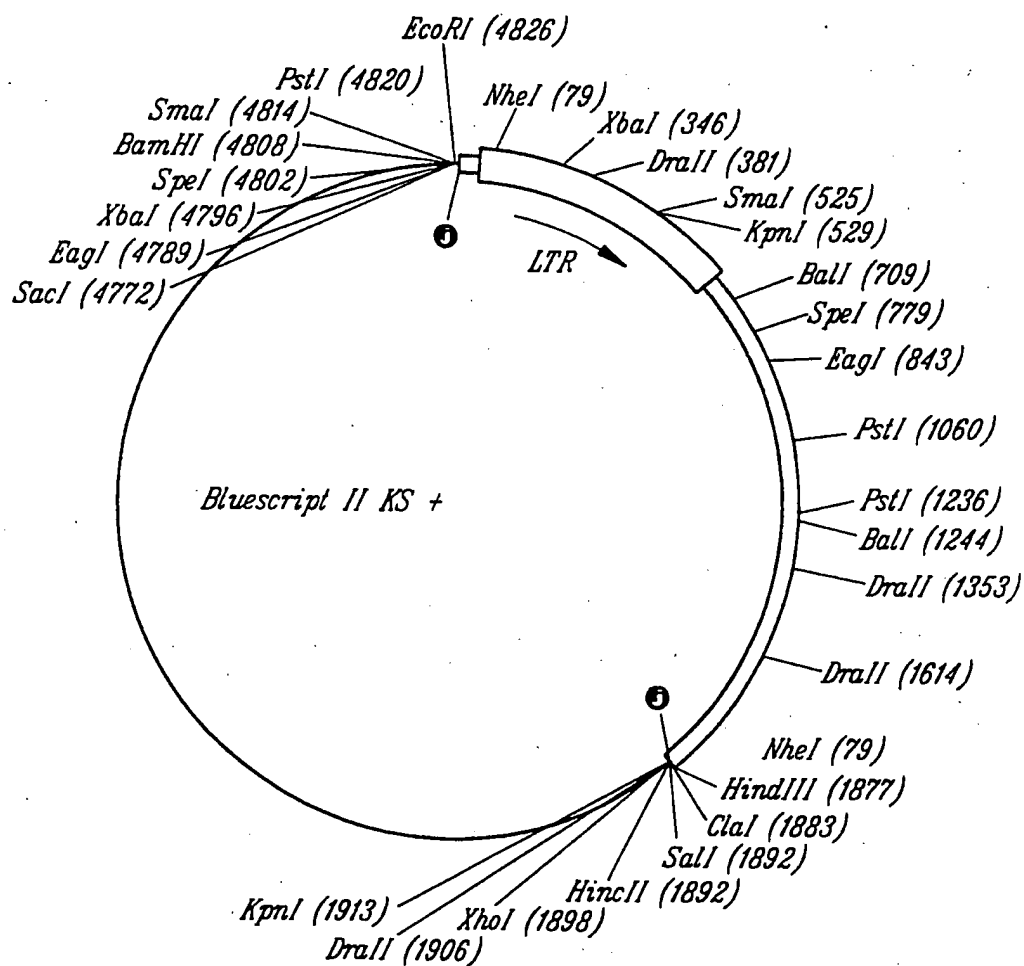 EcoRI (4826)
PstI (4820)
SmaI (4814)
BamHI (4808)
SpeI (4802)
XbaI (4796)
EagI (4789)
SacI (4772)
NheI (79)
XbaI (346)
DraII (381)
SmaI (525)
KpnI (529)
J
LTR
BalI (709)
SpeI (779)
EagI (843)
PstI (1060)
Bluescript II KS +
PstI (1236)
BalI (1244)
DraII (1353)
DraII (1614)
J
NheI (79)
HindIII (1877)
ClaI (1883)
SalI (1892)
HincII (1892)
XhoI (1898)
DraII (1906)
KpnI (1913)